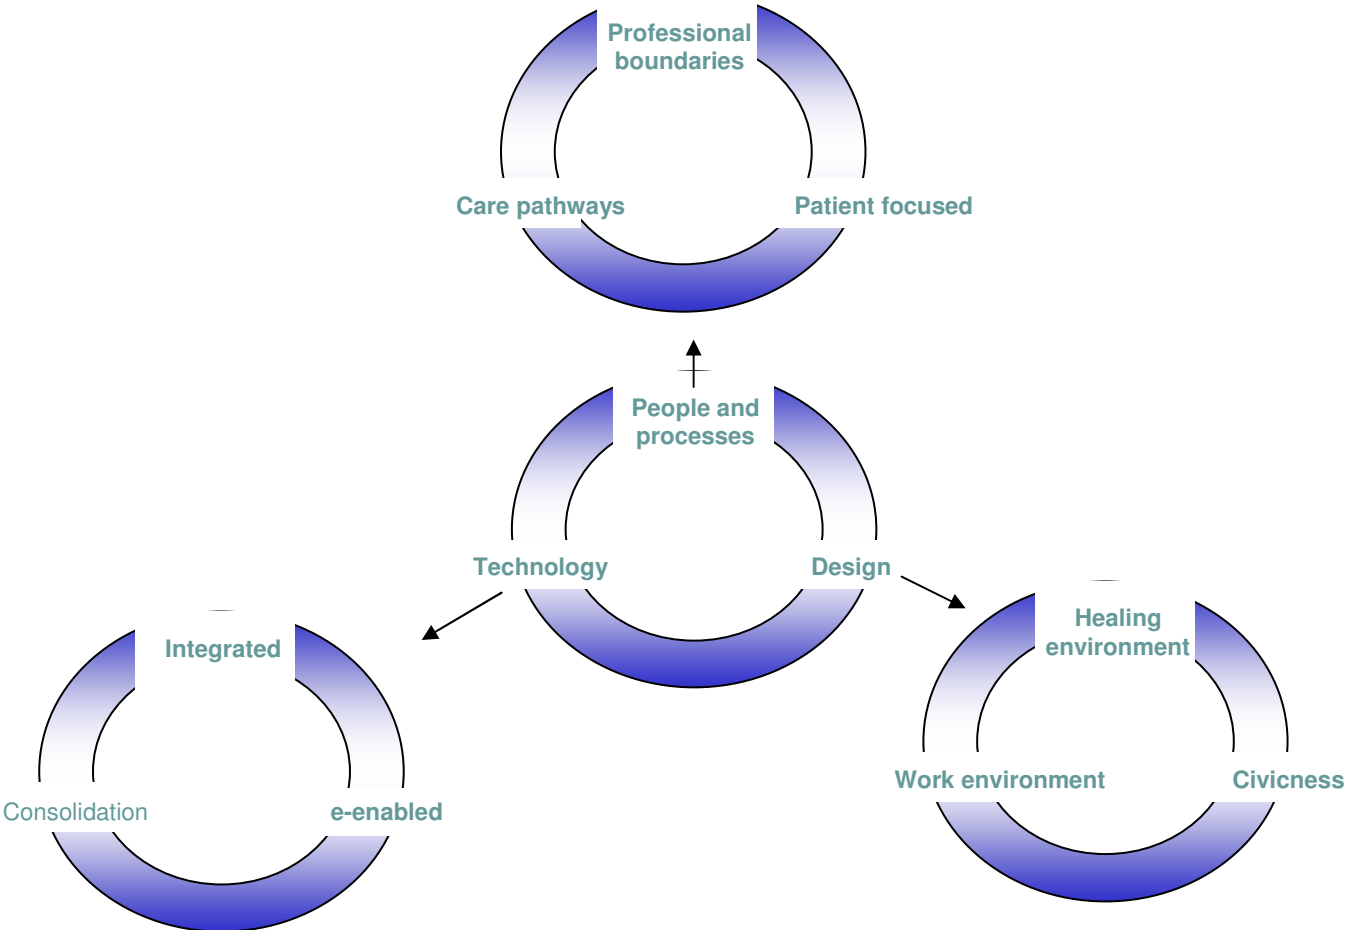 Professional
boundaries
Care pathways
Patient focused
People and
processes
Technology
Design
Healing
environment
Integrated
Work environment
Civicness
Consolidation
e-enabled